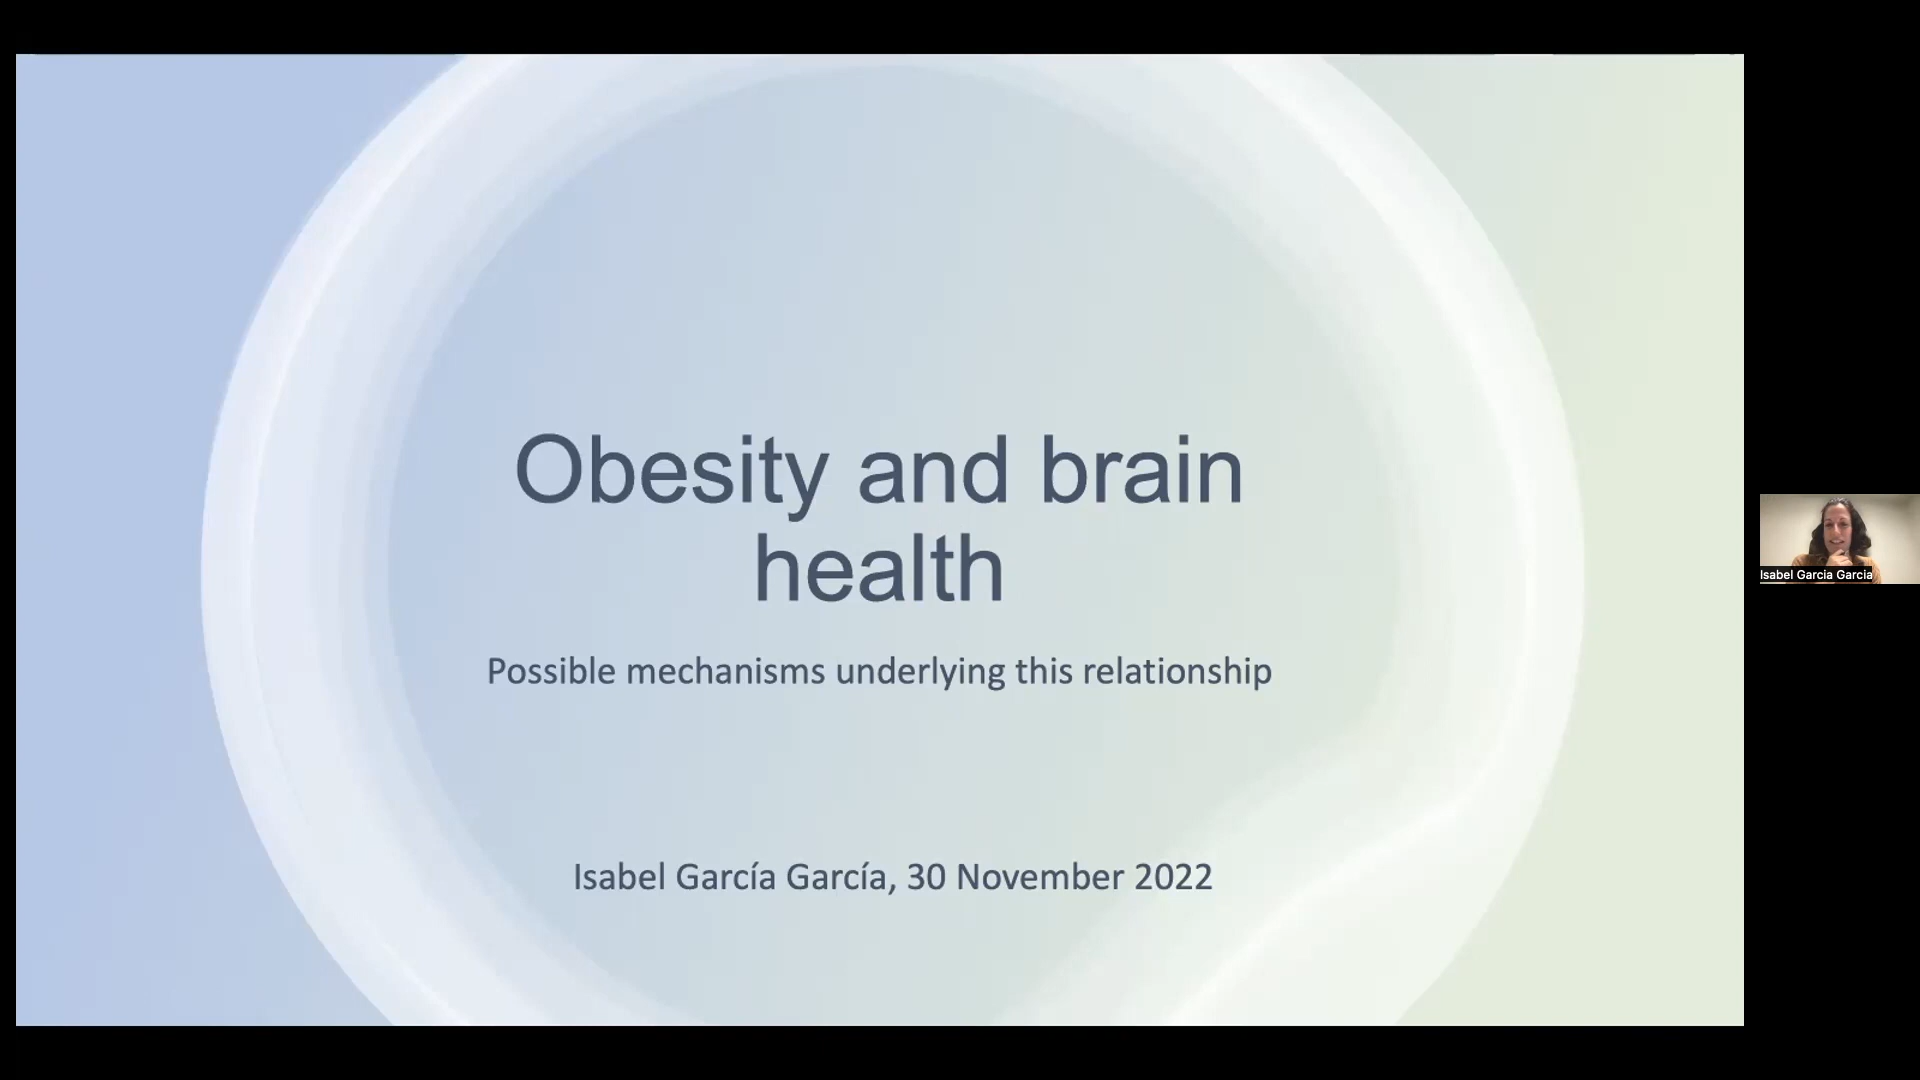 Obesity and brain
health
Possible mechanisms underlying this relationship
Isabel García García, 30 November 2022
Isabel Garcia Garcia